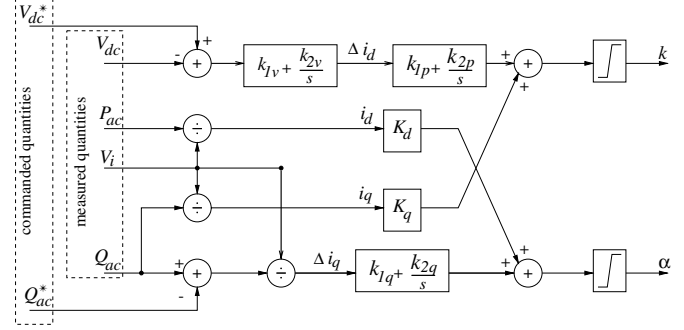 V_dc*
+
V_dc - + k_1v + k_2v/s Δ i_d k_1p + k_2p/s + + k
+
P_ac ÷ i_d K_d
V_i
÷ i_q K_q
+
Q_ac + + ÷ Δ i_q k_1q + k_2q/s + + α
-
Q_ac*
commanded quantities
measured quantities